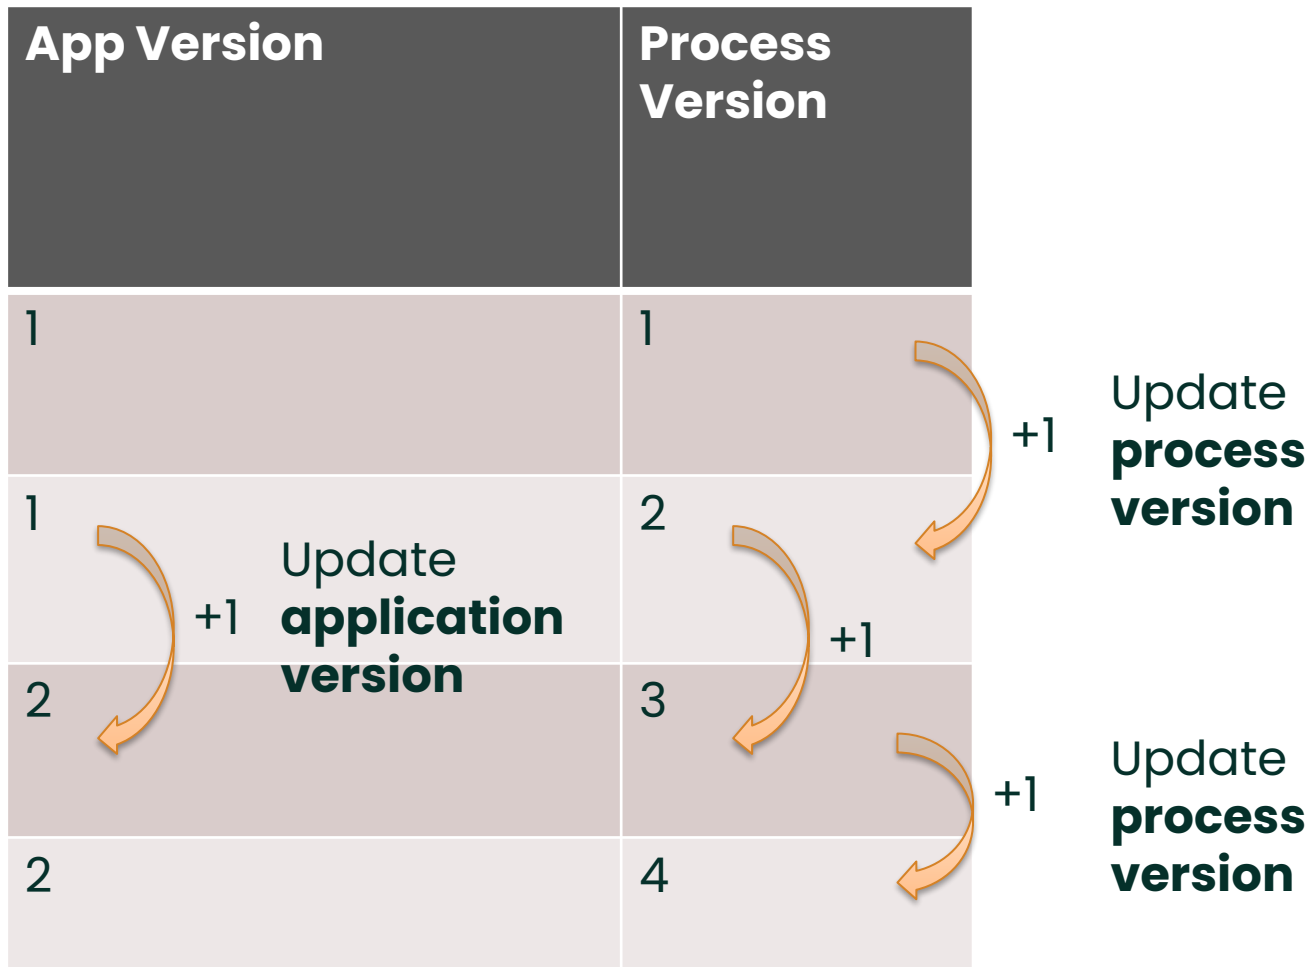 App Version
Process
Version
1
1
+1
Update
process
version
1
2
Update
application
version
+1
+1
2
3
+1
Update
process
version
2
4